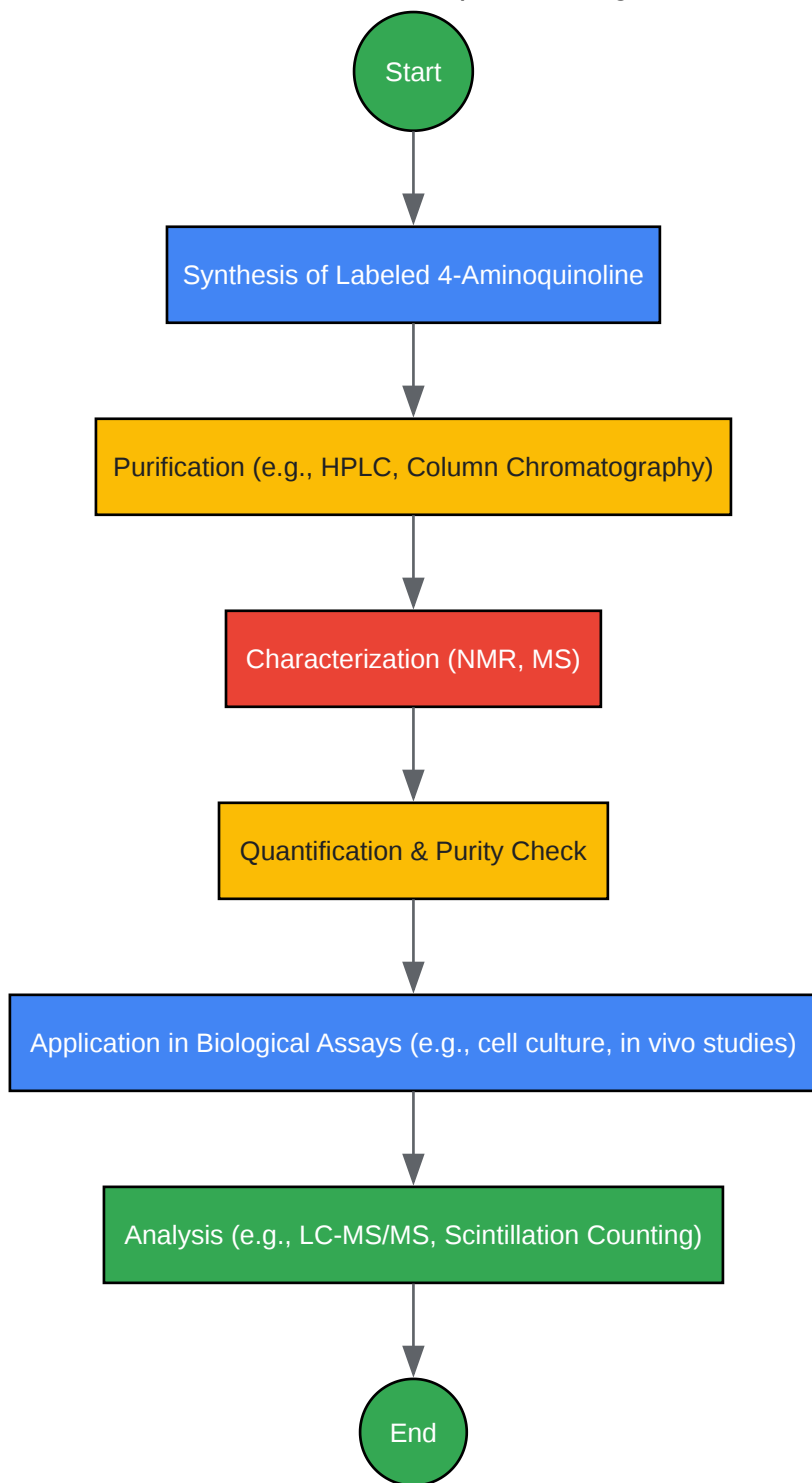 Start
Synthesis of Labeled 4-Aminoquinoline
Purification (e.g., HPLC, Column Chromatography)
Characterization (NMR, MS)
Quantification & Purity Check
Application in Biological Assays (e.g., cell culture, in vivo studies)
Analysis (e.g., LC-MS/MS, Scintillation Counting)
End